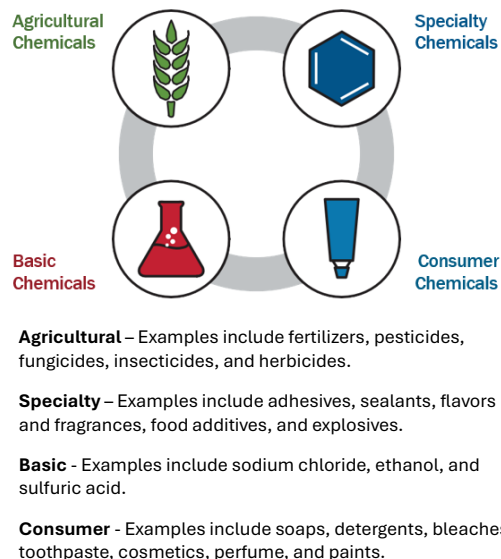 Agricultural
Chemicals
Specialty
Chemicals
Basic
Chemicals
Consumer
Chemicals
Agricultural – Examples include fertilizers, pesticides,
fungicides, insecticides, and herbicides.
Specialty – Examples include adhesives, sealants, flavors
and fragrances, food additives, and explosives.
Basic - Examples include sodium chloride, ethanol, and
sulfuric acid.
Consumer - Examples include soaps, detergents, bleaches
toothpaste, cosmetics, perfume, and paints.